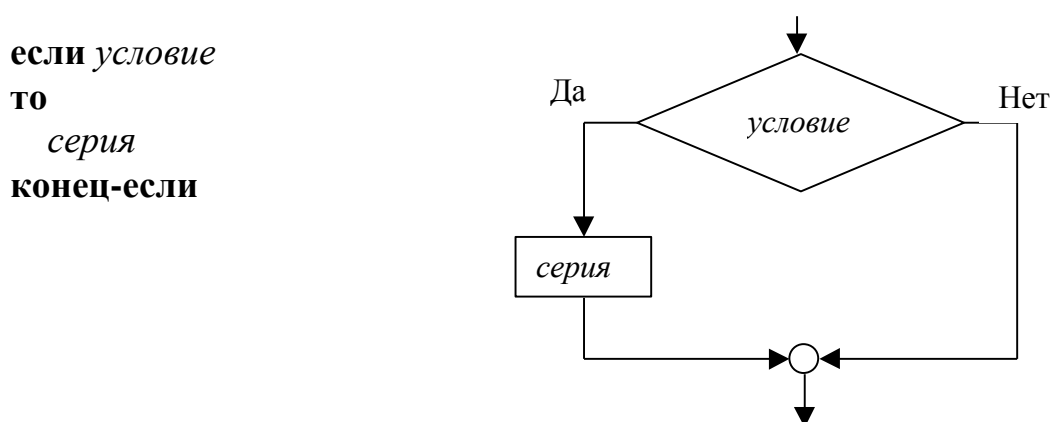 если условие
то
серия
конец-если
Да
условие
Нет
серия